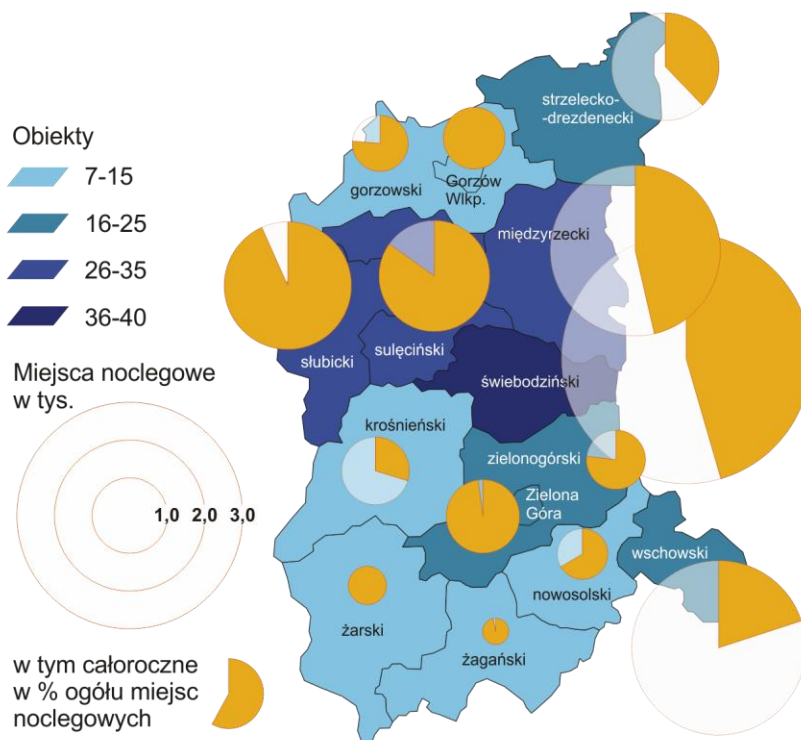 Obiekty
7-15
16-25
26-35
36-40
Miejsca noclegowe
w tys.
1,0
2,0
3,0
w tym całoroczne
w % ogółu miejsc
noclegowych
strzelecko-
-drezdenecki
gorzowski
Gorzów
Wlkp.
międzyrzecki
słubicki
sulęciński
świebodziński
krośnieński
zielonogórski
Zielona
Góra
wschowski
nowosolski
żarski
żagański